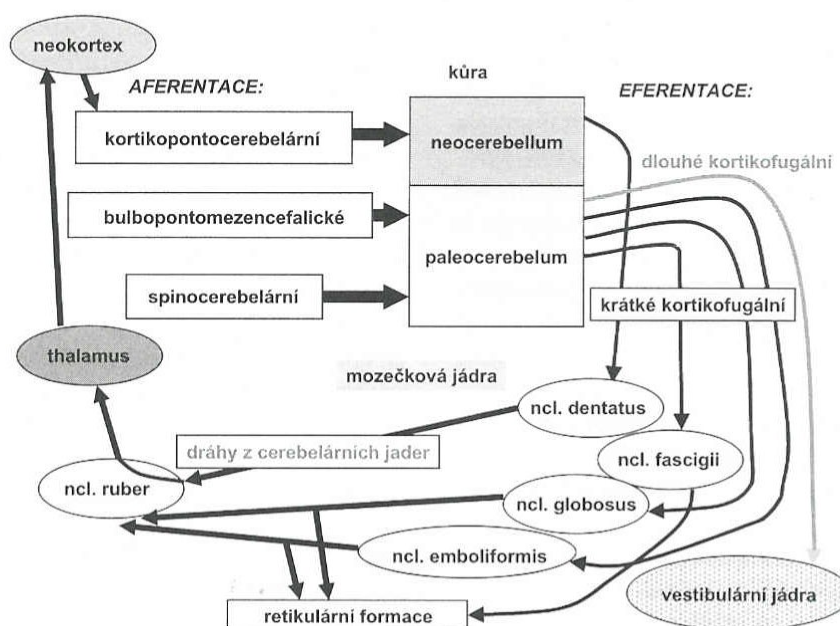 neokortex
AFERENTACE:
kůra
EFERENTACE:
kortikopontocerebelární
neocerebellum
dlouhé kortikofugální
bulbopontomezencefalické
paleocerebelum
spinocerebelární
krátké kortikofugální
thalamus
mozečková jádra
ncl. dentatus
dráhy z cerebelárních jader
ncl. fascigii
ncl. ruber
ncl. globosus
ncl. emboliformis
vestibulární jádra
retikulární formace